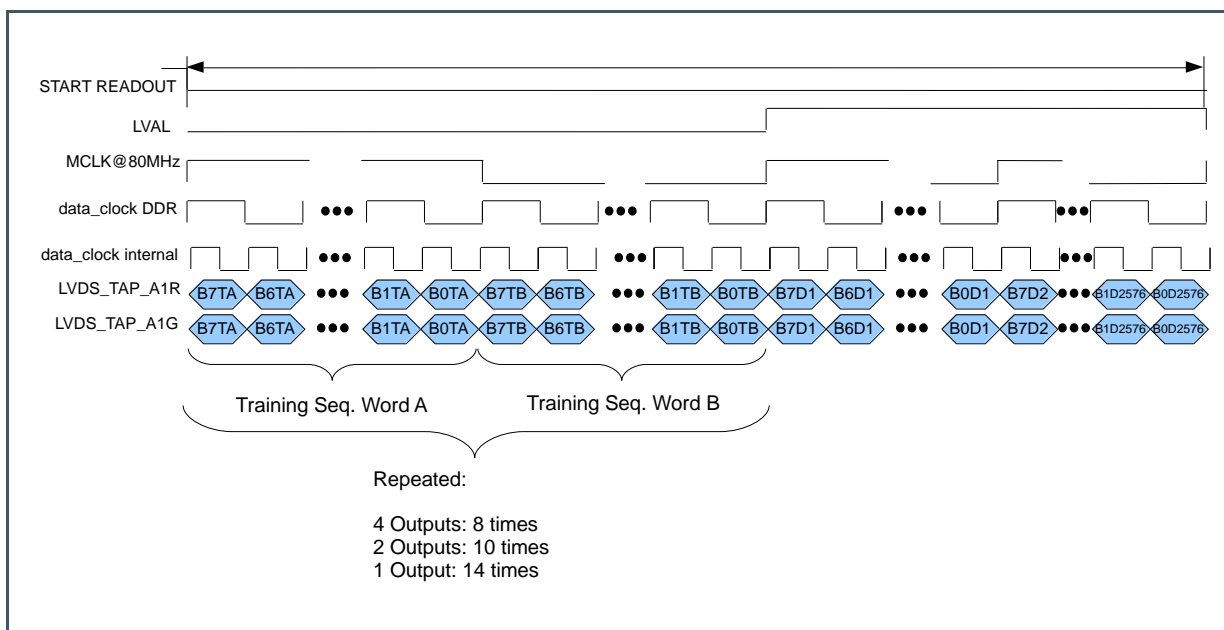 START READOUT
LVAL
MCLK@80MHz
data_clock DDR
data_clock internal
LVDS_TAP_A1R B7TA B6TA B1TA B0TA B7TB B6TB B1TB B0TB B7D1 B6D1 B0D1 B7D2 B1D2576 B0D2576
LVDS_TAP_A1G B7TA B6TA B1TA B0TA B7TB B6TB B1TB B0TB B7D1 B6D1 B0D1 B7D2 B1D2576 B0D2576
Training Seq. Word A Training Seq. Word B
Repeated:
4 Outputs: 8 times
2 Outputs: 10 times
1 Output: 14 times